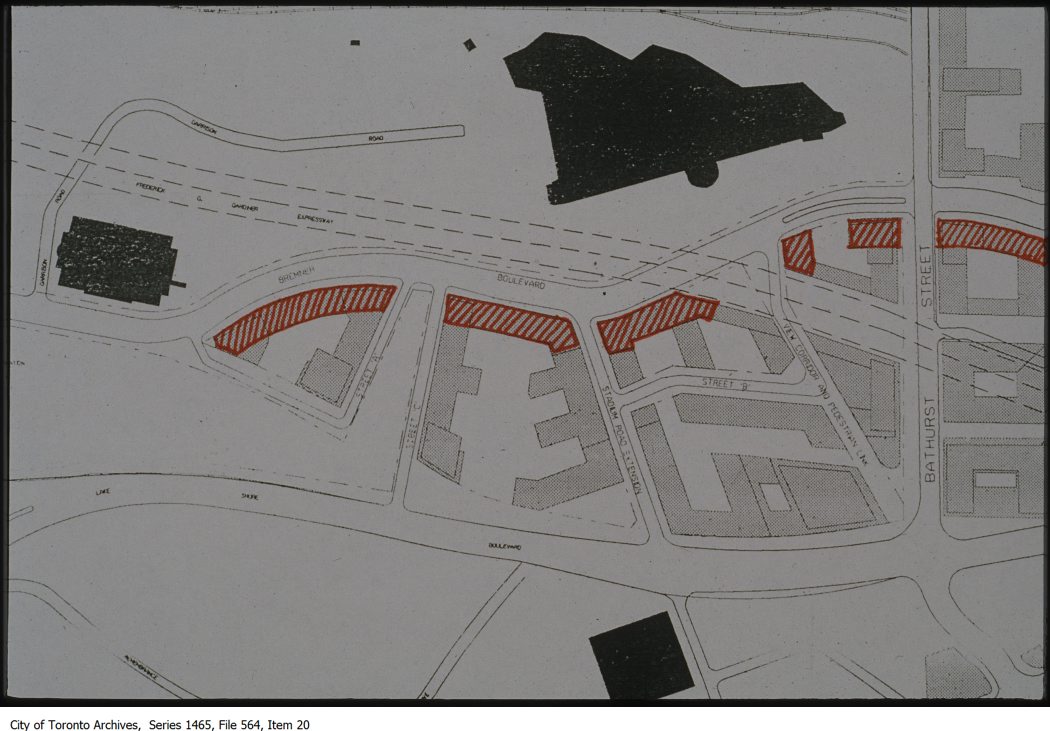 GARRISON
ROAD
ROAD
GARRISON
FREDERICK
G.
GARDINER
EXPRESSWAY
BREMNER
BOULEVARD
STREET 'A'
STREET 'C'
STADIUM ROAD EXTENSION
STREET 'B'
VIEW CORRIDOR AND PEDESTRIAN LINK
BATHURST
STREET
LAKE
SHORE
BOULEVARD
City of Toronto Archives, Series 1465, File 564, Item 20